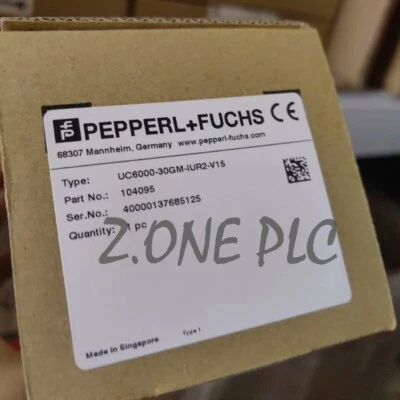 PEPPERL+FUCHS CE
68307 Mannheim, Germany www.pepperl-fuchs.com
Type: UC6000-30GM-IUR2-V15
Part No.: 104095
Ser.No.: 40000137685125
Quantity: 1 pc
Z.ONE PLC
Made in Singapore Type 1